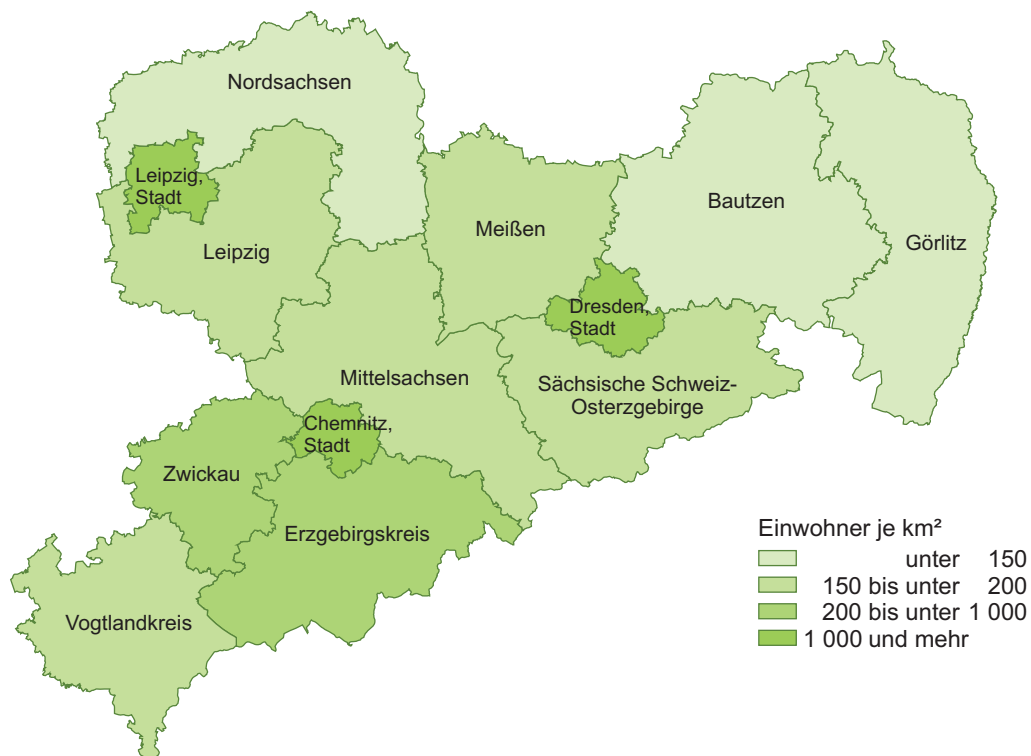 Nordsachsen
Leipzig,
Stadt
Leipzig
Meißen
Bautzen
Görlitz
Dresden,
Stadt
Mittelsachsen
Sächsische Schweiz-
Osterzgebirge
Chemnitz,
Stadt
Zwickau
Erzgebirgskreis
Vogtlandkreis
Einwohner je km²
unter 150
150 bis unter 200
200 bis unter 1 000
1 000 und mehr